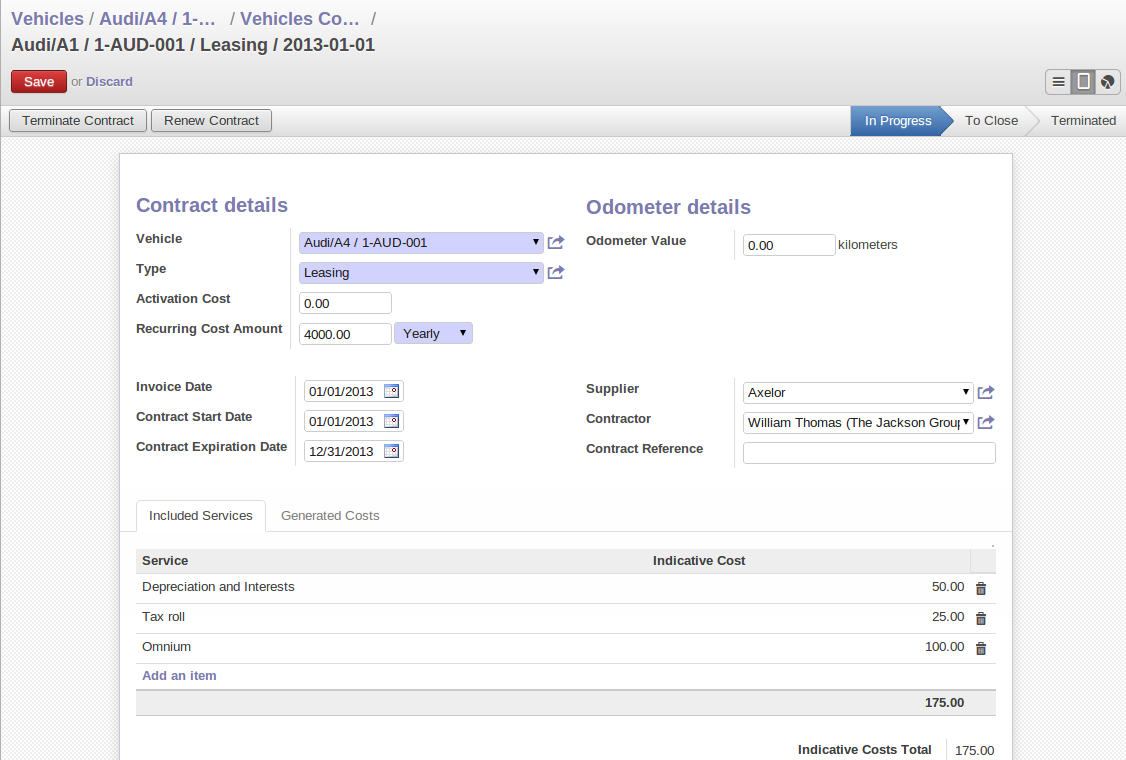 Vehicles / Audi/A4 / 1-... / Vehicles Co... /
Audi/A1 / 1-AUD-001 / Leasing / 2013-01-01
Save or Discard
Terminate Contract Renew Contract In Progress To Close Terminated
Contract details
Vehicle Audi/A4 / 1-AUD-001
Type Leasing
Activation Cost 0.00
Recurring Cost Amount 4000.00 Yearly
Odometer details
Odometer Value 0.00 kilometers
Invoice Date 01/01/2013
Contract Start Date 01/01/2013
Contract Expiration Date 12/31/2013
Supplier Axelor
Contractor William Thomas (The Jackson Group
Contract Reference
Included Services Generated Costs
Service Indicative Cost
Depreciation and Interests 50.00
Tax roll 25.00
Omnium 100.00
Add an item
175.00
Indicative Costs Total 175.00